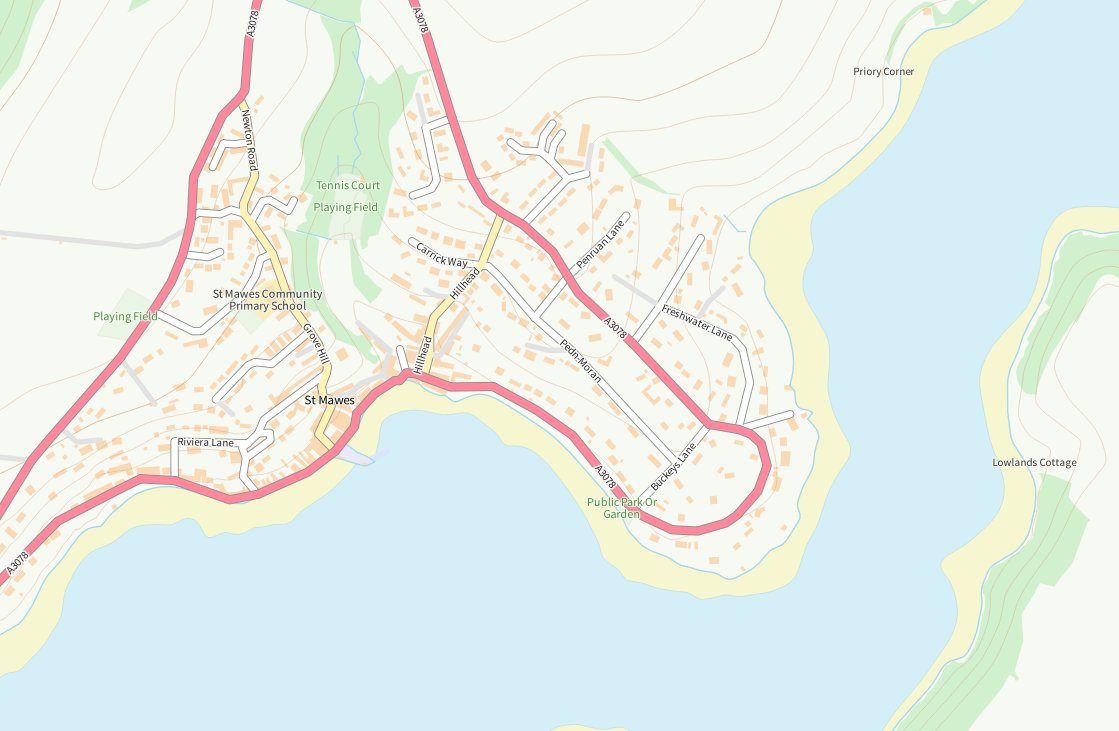 A3078
A3078
Priory Corner
Newton Road
Tennis Court
Playing Field
Carrick Way
Penruan Lane
Hillhead
St Mawes Community
Primary School
Playing Field
Freshwater Lane
A3078
Grove Hill
Hillhead
Pedn-Moran
St Mawes
Riviera Lane
Buckeys Lane
Lowlands Cottage
A3078
Public Park Or
Garden
A3078